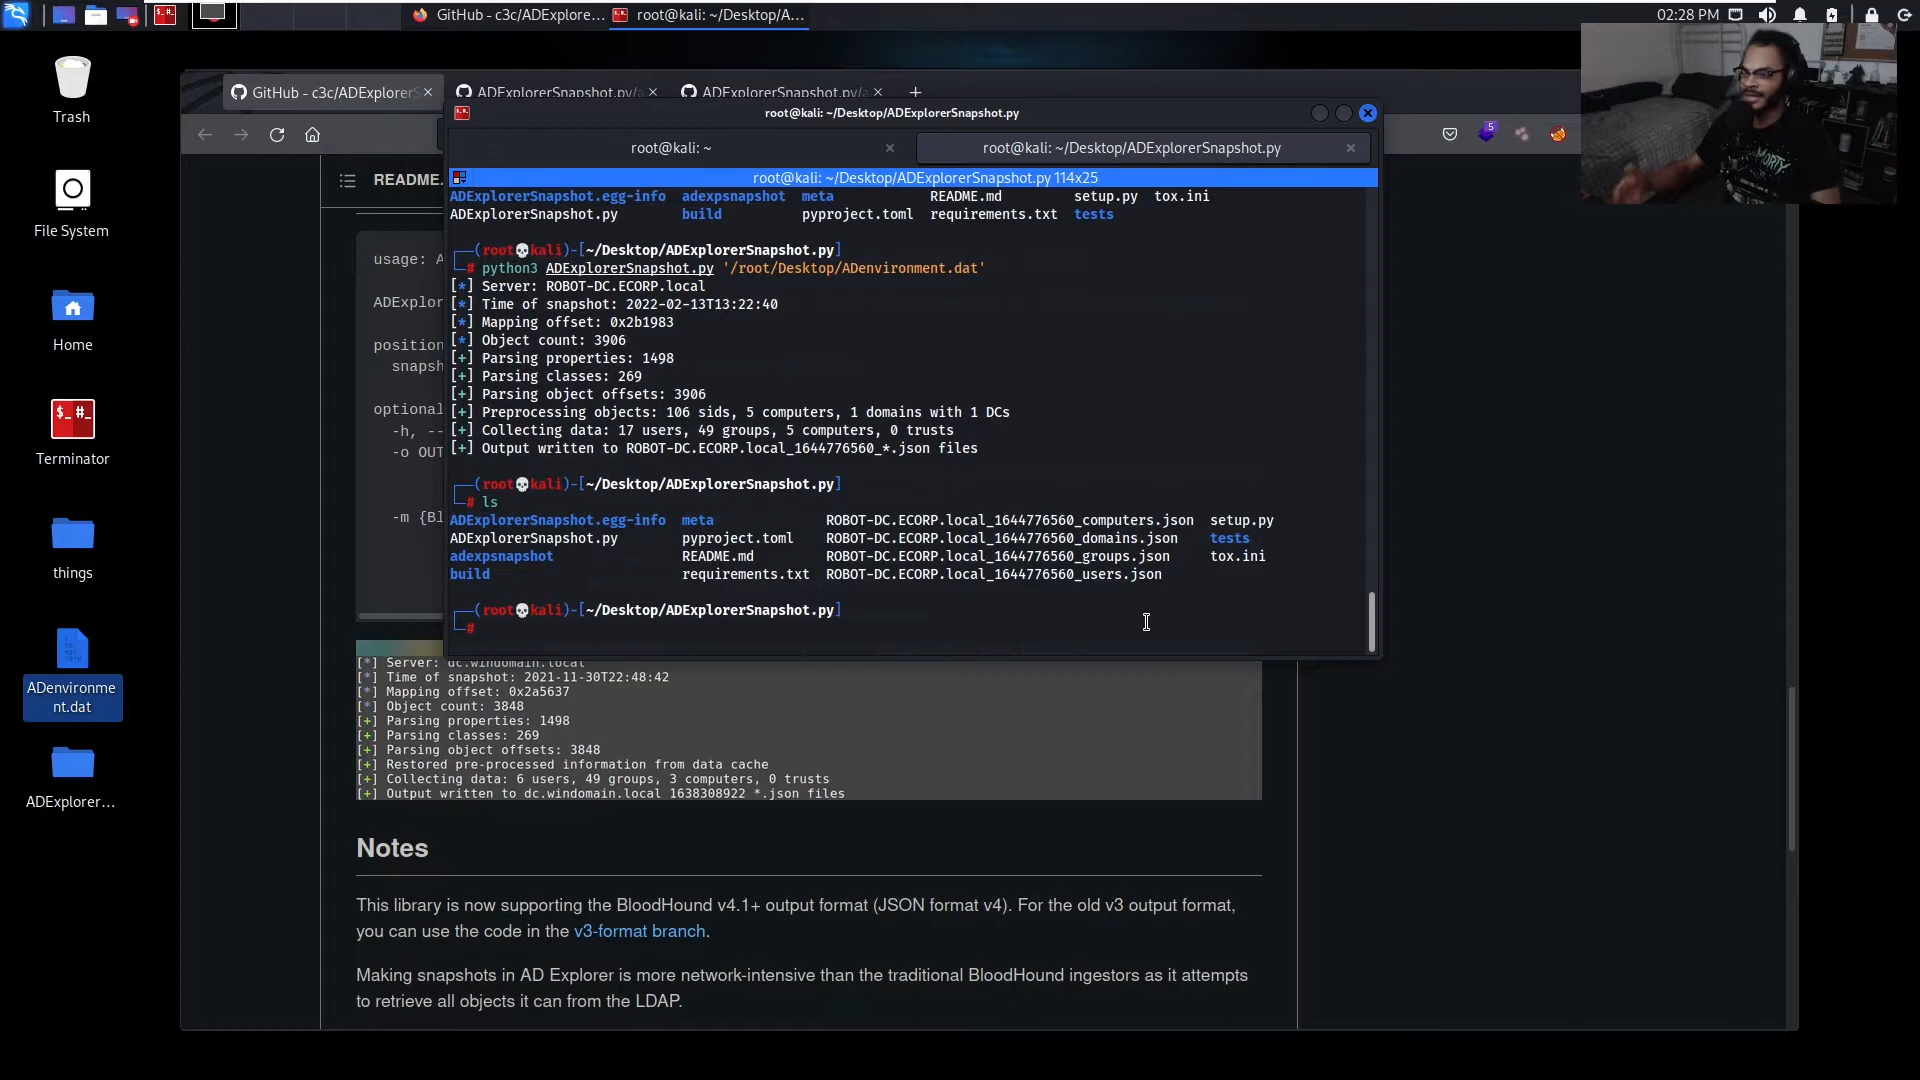 GitHub - c3c/ADExplore...
root@kali: ~/Desktop/A...
02:28 PM
Trash
File System
Home
Terminator
things
ADenvironme
nt.dat
ADExplorer...
GitHub - c3c/ADExplorerS
ADExplorerSnapshot.py/a
ADExplorerSnapshot.py/a
root@kali: ~/Desktop/ADExplorerSnapshot.py
root@kali: ~
root@kali: ~/Desktop/ADExplorerSnapshot.py
5
README.
root@kali: ~/Desktop/ADExplorerSnapshot.py 114x25
ADExplorerSnapshot.egg-info adexpsnapshot meta README.md setup.py tox.ini
ADExplorerSnapshot.py build pyproject.toml requirements.txt tests
(root💀kali)-[~/Desktop/ADExplorerSnapshot.py]
# python3 ADExplorerSnapshot.py '/root/Desktop/ADenvironment.dat'
[*] Server: ROBOT-DC.ECORP.local
[*] Time of snapshot: 2022-02-13T13:22:40
[*] Mapping offset: 0x2b1983
[*] Object count: 3906
[+] Parsing properties: 1498
[+] Parsing classes: 269
[+] Parsing object offsets: 3906
[+] Preprocessing objects: 106 sids, 5 computers, 1 domains with 1 DCs
[+] Collecting data: 17 users, 49 groups, 5 computers, 0 trusts
[+] Output written to ROBOT-DC.ECORP.local_1644776560_*.json files
(root💀kali)-[~/Desktop/ADExplorerSnapshot.py]
# ls
ADExplorerSnapshot.egg-info meta ROBOT-DC.ECORP.local_1644776560_computers.json setup.py
ADExplorerSnapshot.py pyproject.toml ROBOT-DC.ECORP.local_1644776560_domains.json tests
adexpsnapshot README.md ROBOT-DC.ECORP.local_1644776560_groups.json tox.ini
build requirements.txt ROBOT-DC.ECORP.local_1644776560_users.json
(root💀kali)-[~/Desktop/ADExplorerSnapshot.py]
#
usage: A
ADExplor
position
snapsh
optional
-h, --
-o OUT
-m {Bl
[*] Server: dc.windomain.local
[*] Time of snapshot: 2021-11-30T22:48:42
[*] Mapping offset: 0x2a5637
[*] Object count: 3848
[+] Parsing properties: 1498
[+] Parsing classes: 269
[+] Parsing object offsets: 3848
[+] Restored pre-processed information from data cache
[+] Collecting data: 6 users, 49 groups, 3 computers, 0 trusts
[+] Output written to dc.windomain.local_1638308922_*.json files
Notes
This library is now supporting the BloodHound v4.1+ output format (JSON format v4). For the old v3 output format,
you can use the code in the v3-format branch.
Making snapshots in AD Explorer is more network-intensive than the traditional BloodHound ingestors as it attempts
to retrieve all objects it can from the LDAP.